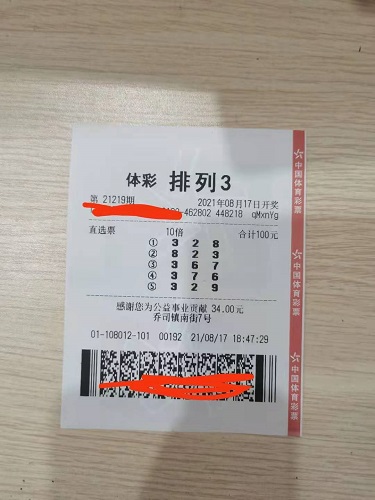 体彩 排列3
第 21219期 2021年08月17日开奖
-462802 448218 qMxnYg
直选票 10倍 合计100元
① 3 2 8
② 8 2 3
③ 3 6 7
④ 3 7 6
⑤ 3 2 9
感谢您为公益事业贡献 34.00元
乔司镇南街7号
01-108012-101 00192 21/08/17 18:47:29
中国体育彩票
中国体育彩票
中国体育彩票